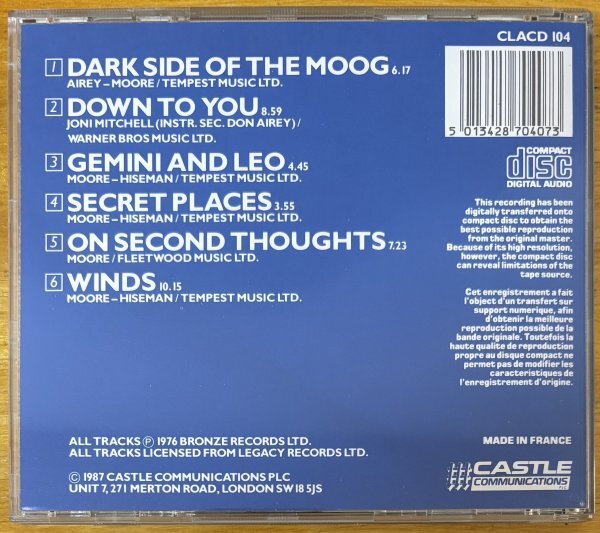 CLACD 104
1 DARK SIDE OF THE MOOG 6.17
AIREY – MOORE / TEMPEST MUSIC LTD.
2 DOWN TO YOU 8.59
JONI MITCHELL (INSTR. SEC. DON AIREY) /
WARNER BROS MUSIC LTD.
3 GEMINI AND LEO 4.45
MOORE – HISEMAN / TEMPEST MUSIC LTD.
4 SECRET PLACES 3.55
MOORE – HISEMAN / TEMPEST MUSIC LTD.
5 ON SECOND THOUGHTS 7.23
MOORE / FLEETWOOD MUSIC LTD.
6 WINDS 10.15
MOORE – HISEMAN / TEMPEST MUSIC LTD.
5 013428 704073
COMPACT
disc
DIGITAL AUDIO
This recording has been
digitally transferred onto
compact disc to obtain the
best possible reproduction
from the original master.
Because of its high resolution,
however, the compact disc
can reveal limitations of the
tape source.
Cet enregistrement a fait
l'object d'un transfert sur
support numerique, afin
d'obtenir la meilleure
reproduction possible de la
bande originale. Toutefois la
haute qualite de reproduction
propre au disque compact ne
permet pas de modifier les
caracteristiques de
l'enregistrement d'origine.
ALL TRACKS Ⓟ 1976 BRONZE RECORDS LTD.
ALL TRACKS LICENSED FROM LEGACY RECORDS LTD.
© 1987 CASTLE COMMUNICATIONS PLC
UNIT 7, 271 MERTON ROAD, LONDON SW18 5JS
MADE IN FRANCE
CASTLE
COMMUNICATIONS